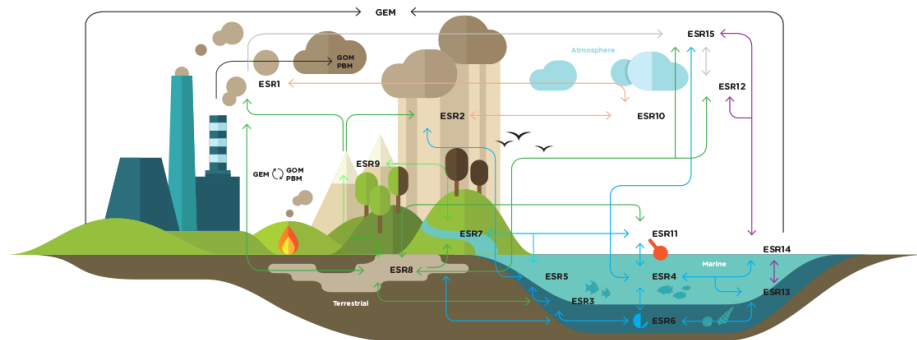 GEM
ESR15
Atmosphere
GOM
PBM
ESR1
ESR12
ESR2
ESR10
ESR9
GEM
GOM
PBM
ESR7
ESR11
ESR14
ESR8
ESR5
ESR4
Marine
ESR13
Terrestrial
ESR3
ESR6